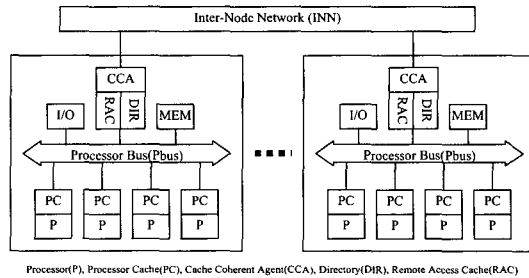 Inter-Node Network (INN)
CCA CCA
I/O RAC DIR MEM I/O RAC DIR MEM
Processor Bus(Pbus) Processor Bus(Pbus)
PC PC PC PC PC PC PC PC
P P P P P P P P
Processor(P), Processor Cache(PC), Cache Coherent Agent(CCA), Directory(DIR), Remote Access Cache(RAC)